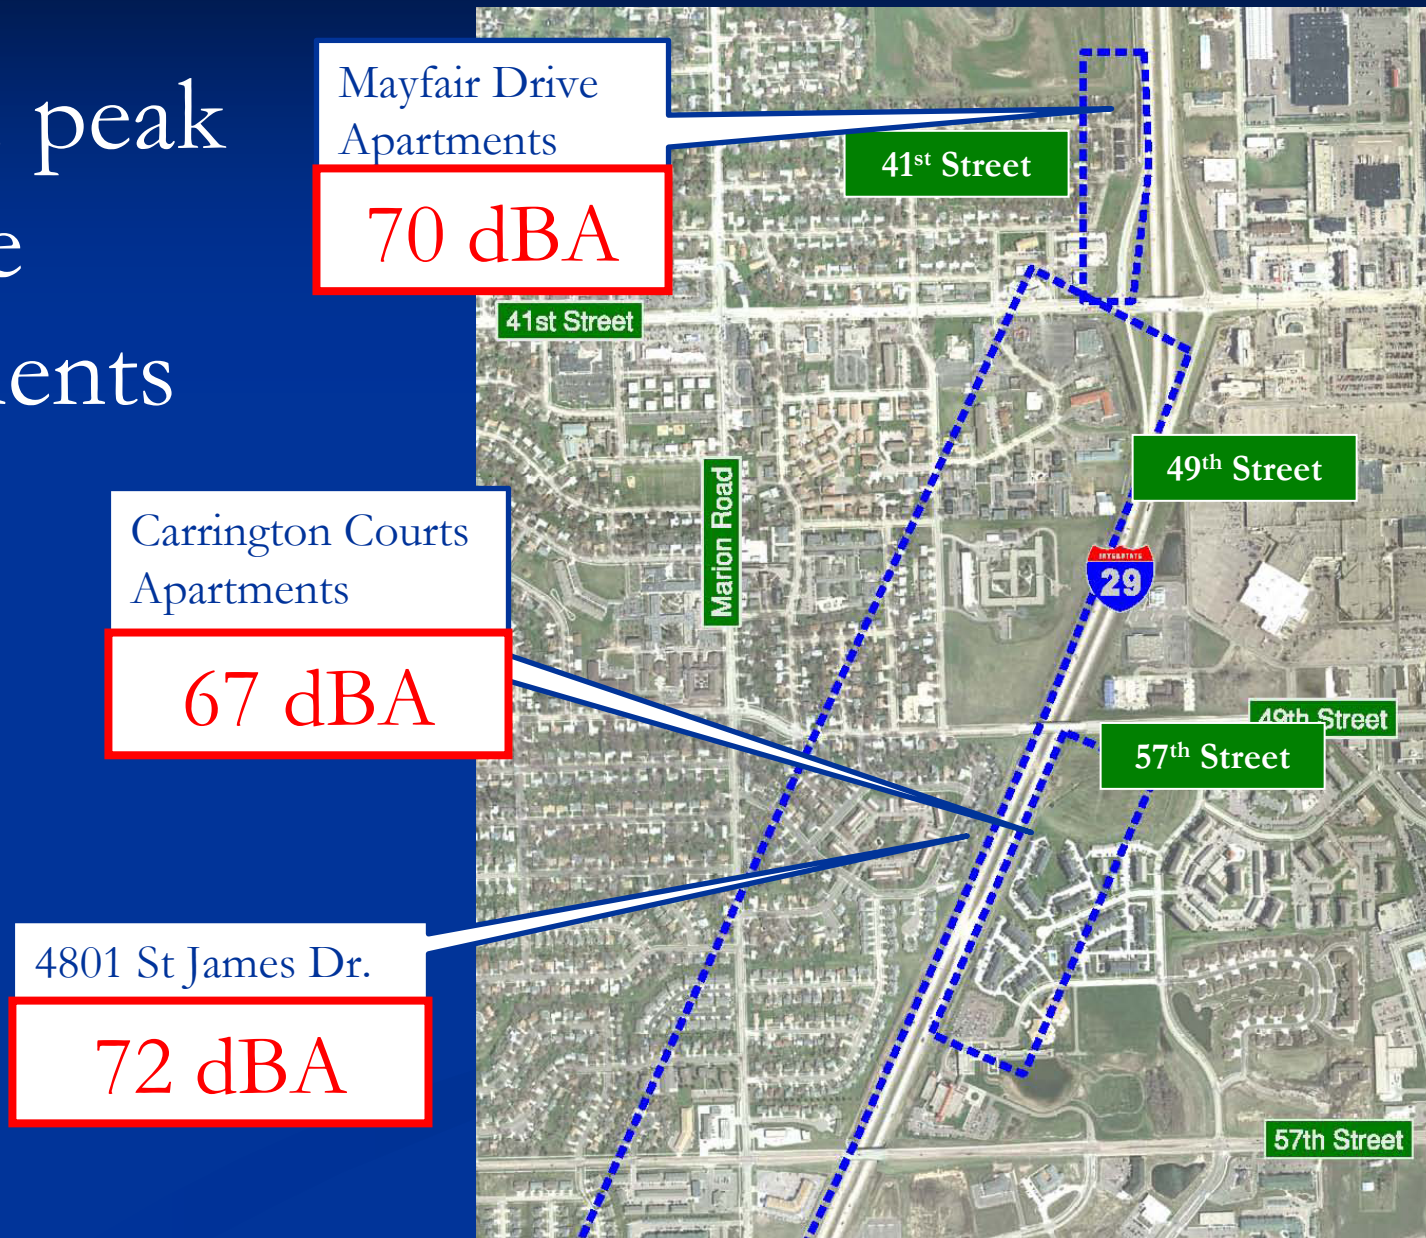 peak
Mayfair Drive
Apartments
70 dBA
41st Street
41st Street
49th Street
Marion Road
INTERSTATE
29
Carrington Courts
Apartments
67 dBA
49th Street
57th Street
4801 St James Dr.
72 dBA
57th Street